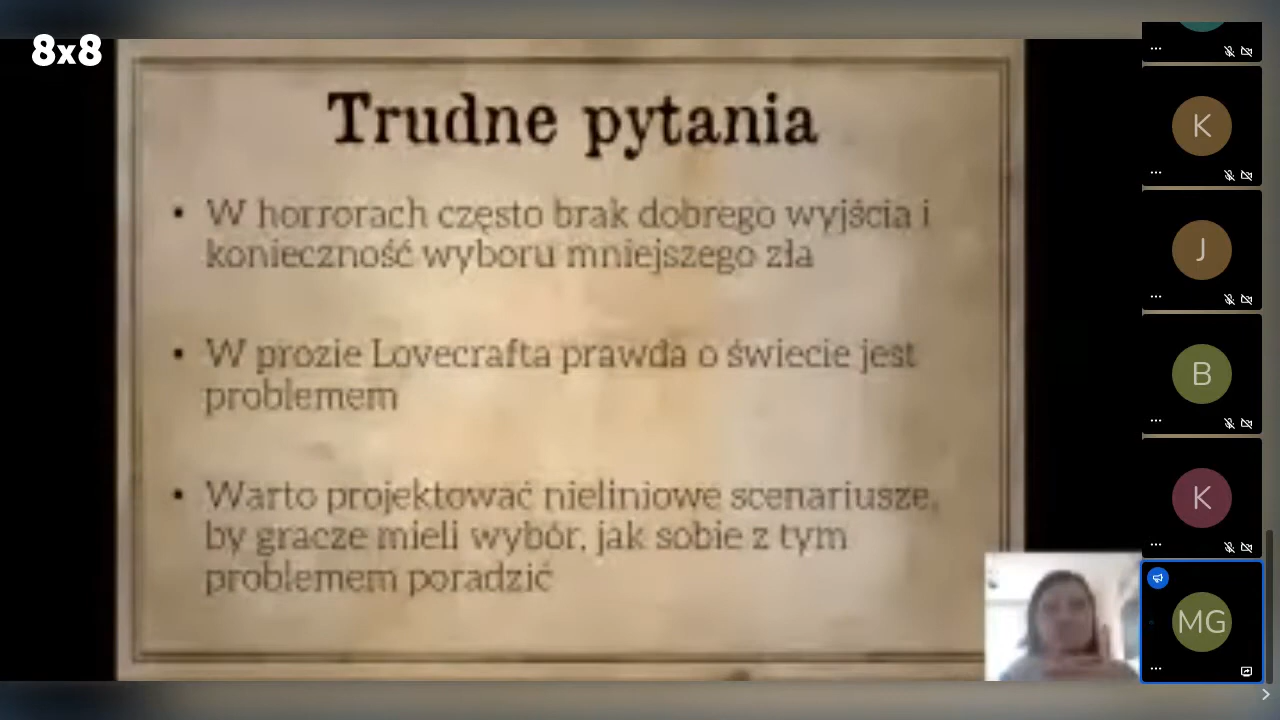 8x8
Trudne pytania
• W horrorach często brak dobrego wyjścia i
konieczność wyboru mniejszego zła
• W prozie Lovecrafta prawda o świecie jest
problemem
• Warto projektować nieliniowe scenariusze,
by gracze mieli wybór, jak sobie z tym
problemem poradzić
K
J
B
K
MG